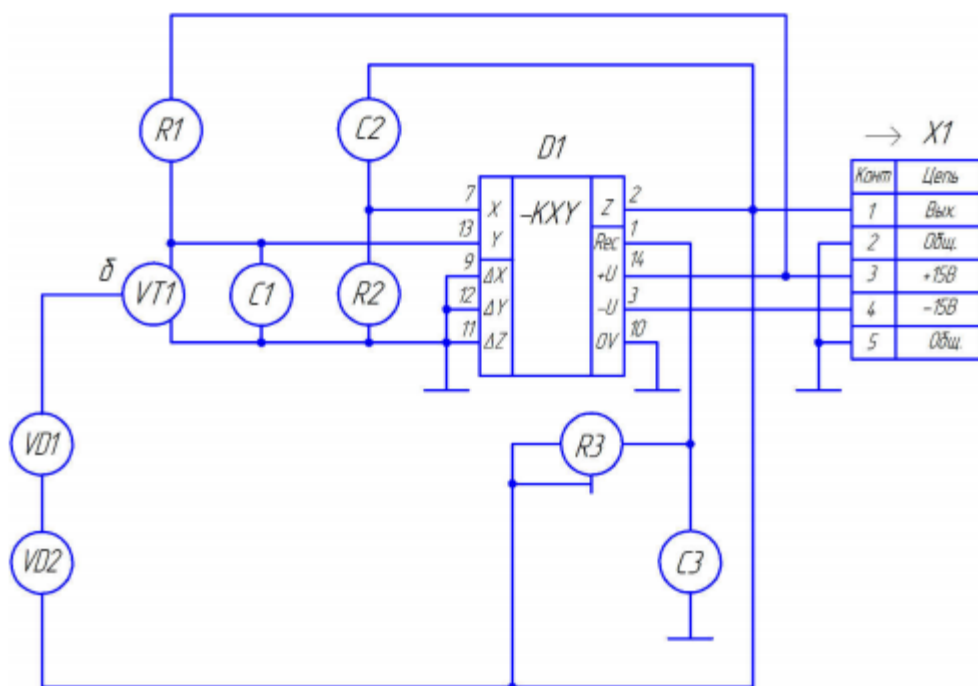 R1
C2
D1
→ X1
Конт Цепь
7 X -KXY Z 2
1 Вых.
13 Y Rec 1
2 Общ.
9 ΔX +U 14
3 +15В
12 ΔY -U 3
4 -15В
11 ΔZ 0V 10
5 Общ.
б
VT1
C1
R2
VD1
R3
VD2
C3